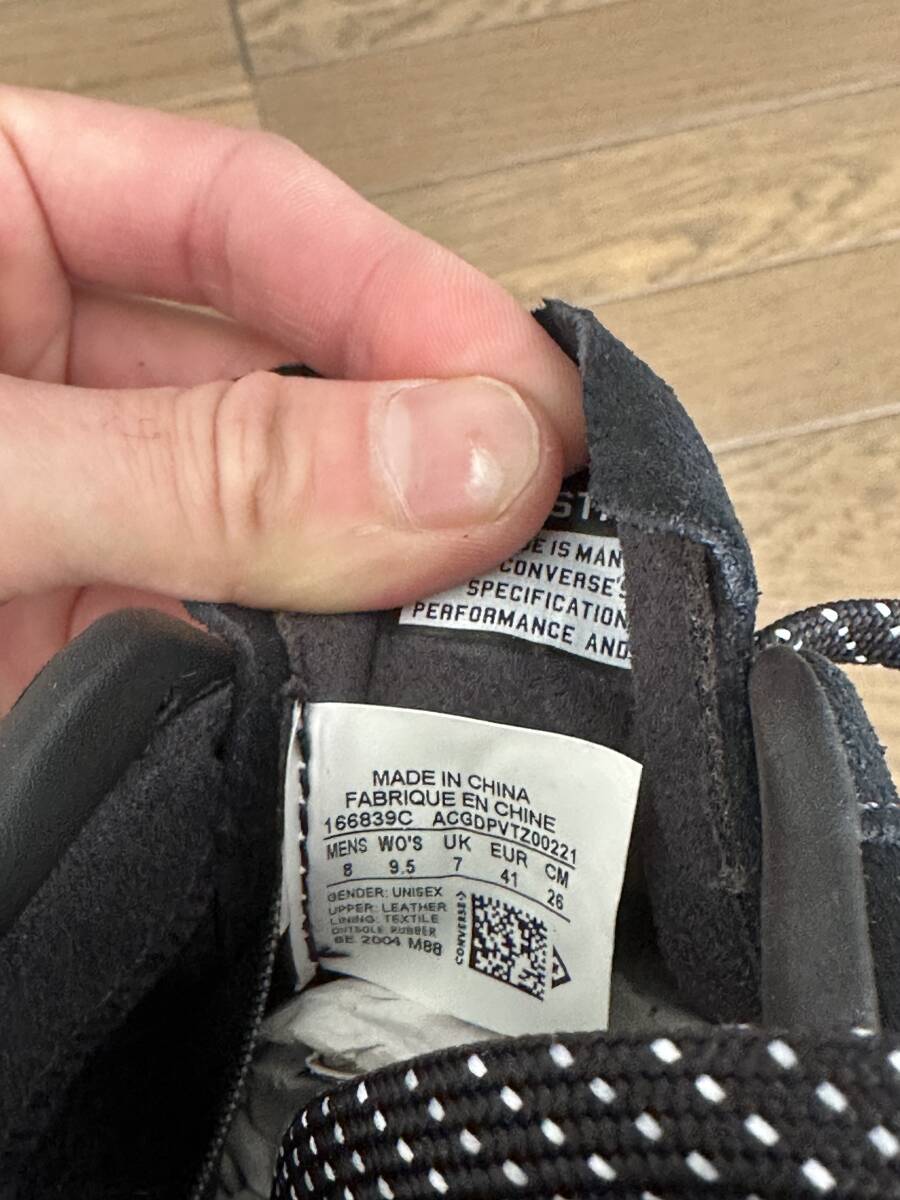 IS MAN
CONVERSE'S
SPECIFICATION
PERFORMANCE AND
MADE IN CHINA
FABRIQUE EN CHINE
166839C ACGDPVTZ00221
MENS WO'S UK EUR CM
8 9.5 7 41 26
GENDER: UNISEX
UPPER: LEATHER
LINING: TEXTILE
OUTSOLE RUBBER
BE 2004 M88
CONVERSE